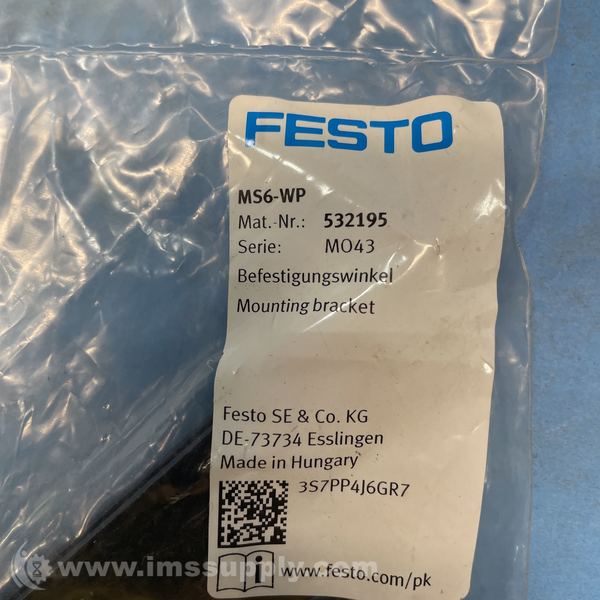 FESTO
MS6-WP
Mat.-Nr.: 532195
Serie: MO43
Befestigungswinkel
Mounting bracket
Festo SE & Co. KG
DE-73734 Esslingen
Made in Hungary
3S7PP4J6GR7
www.festo.com/pk
www.imssupply.com